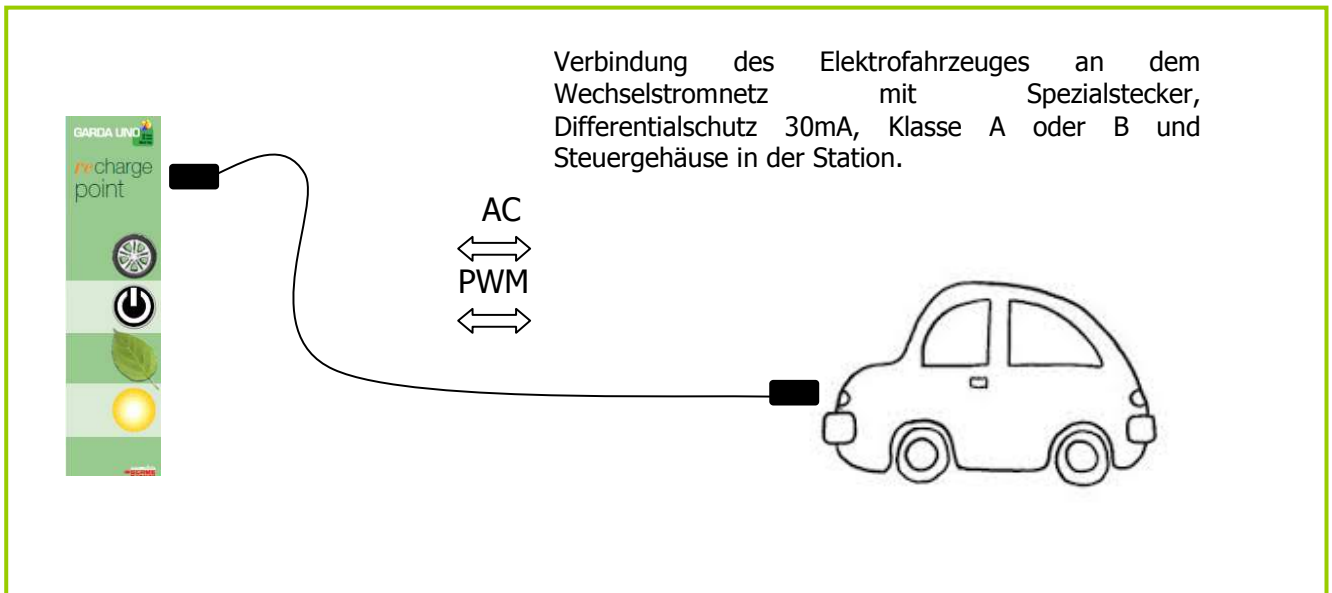 Verbindung des Elektrofahrzeuges an dem
Wechselstromnetz mit Spezialstecker,
Differentialschutz 30mA, Klasse A oder B und
Steuergehäuse in der Station.
GARDA UNO
recharge
point
AC
PWM